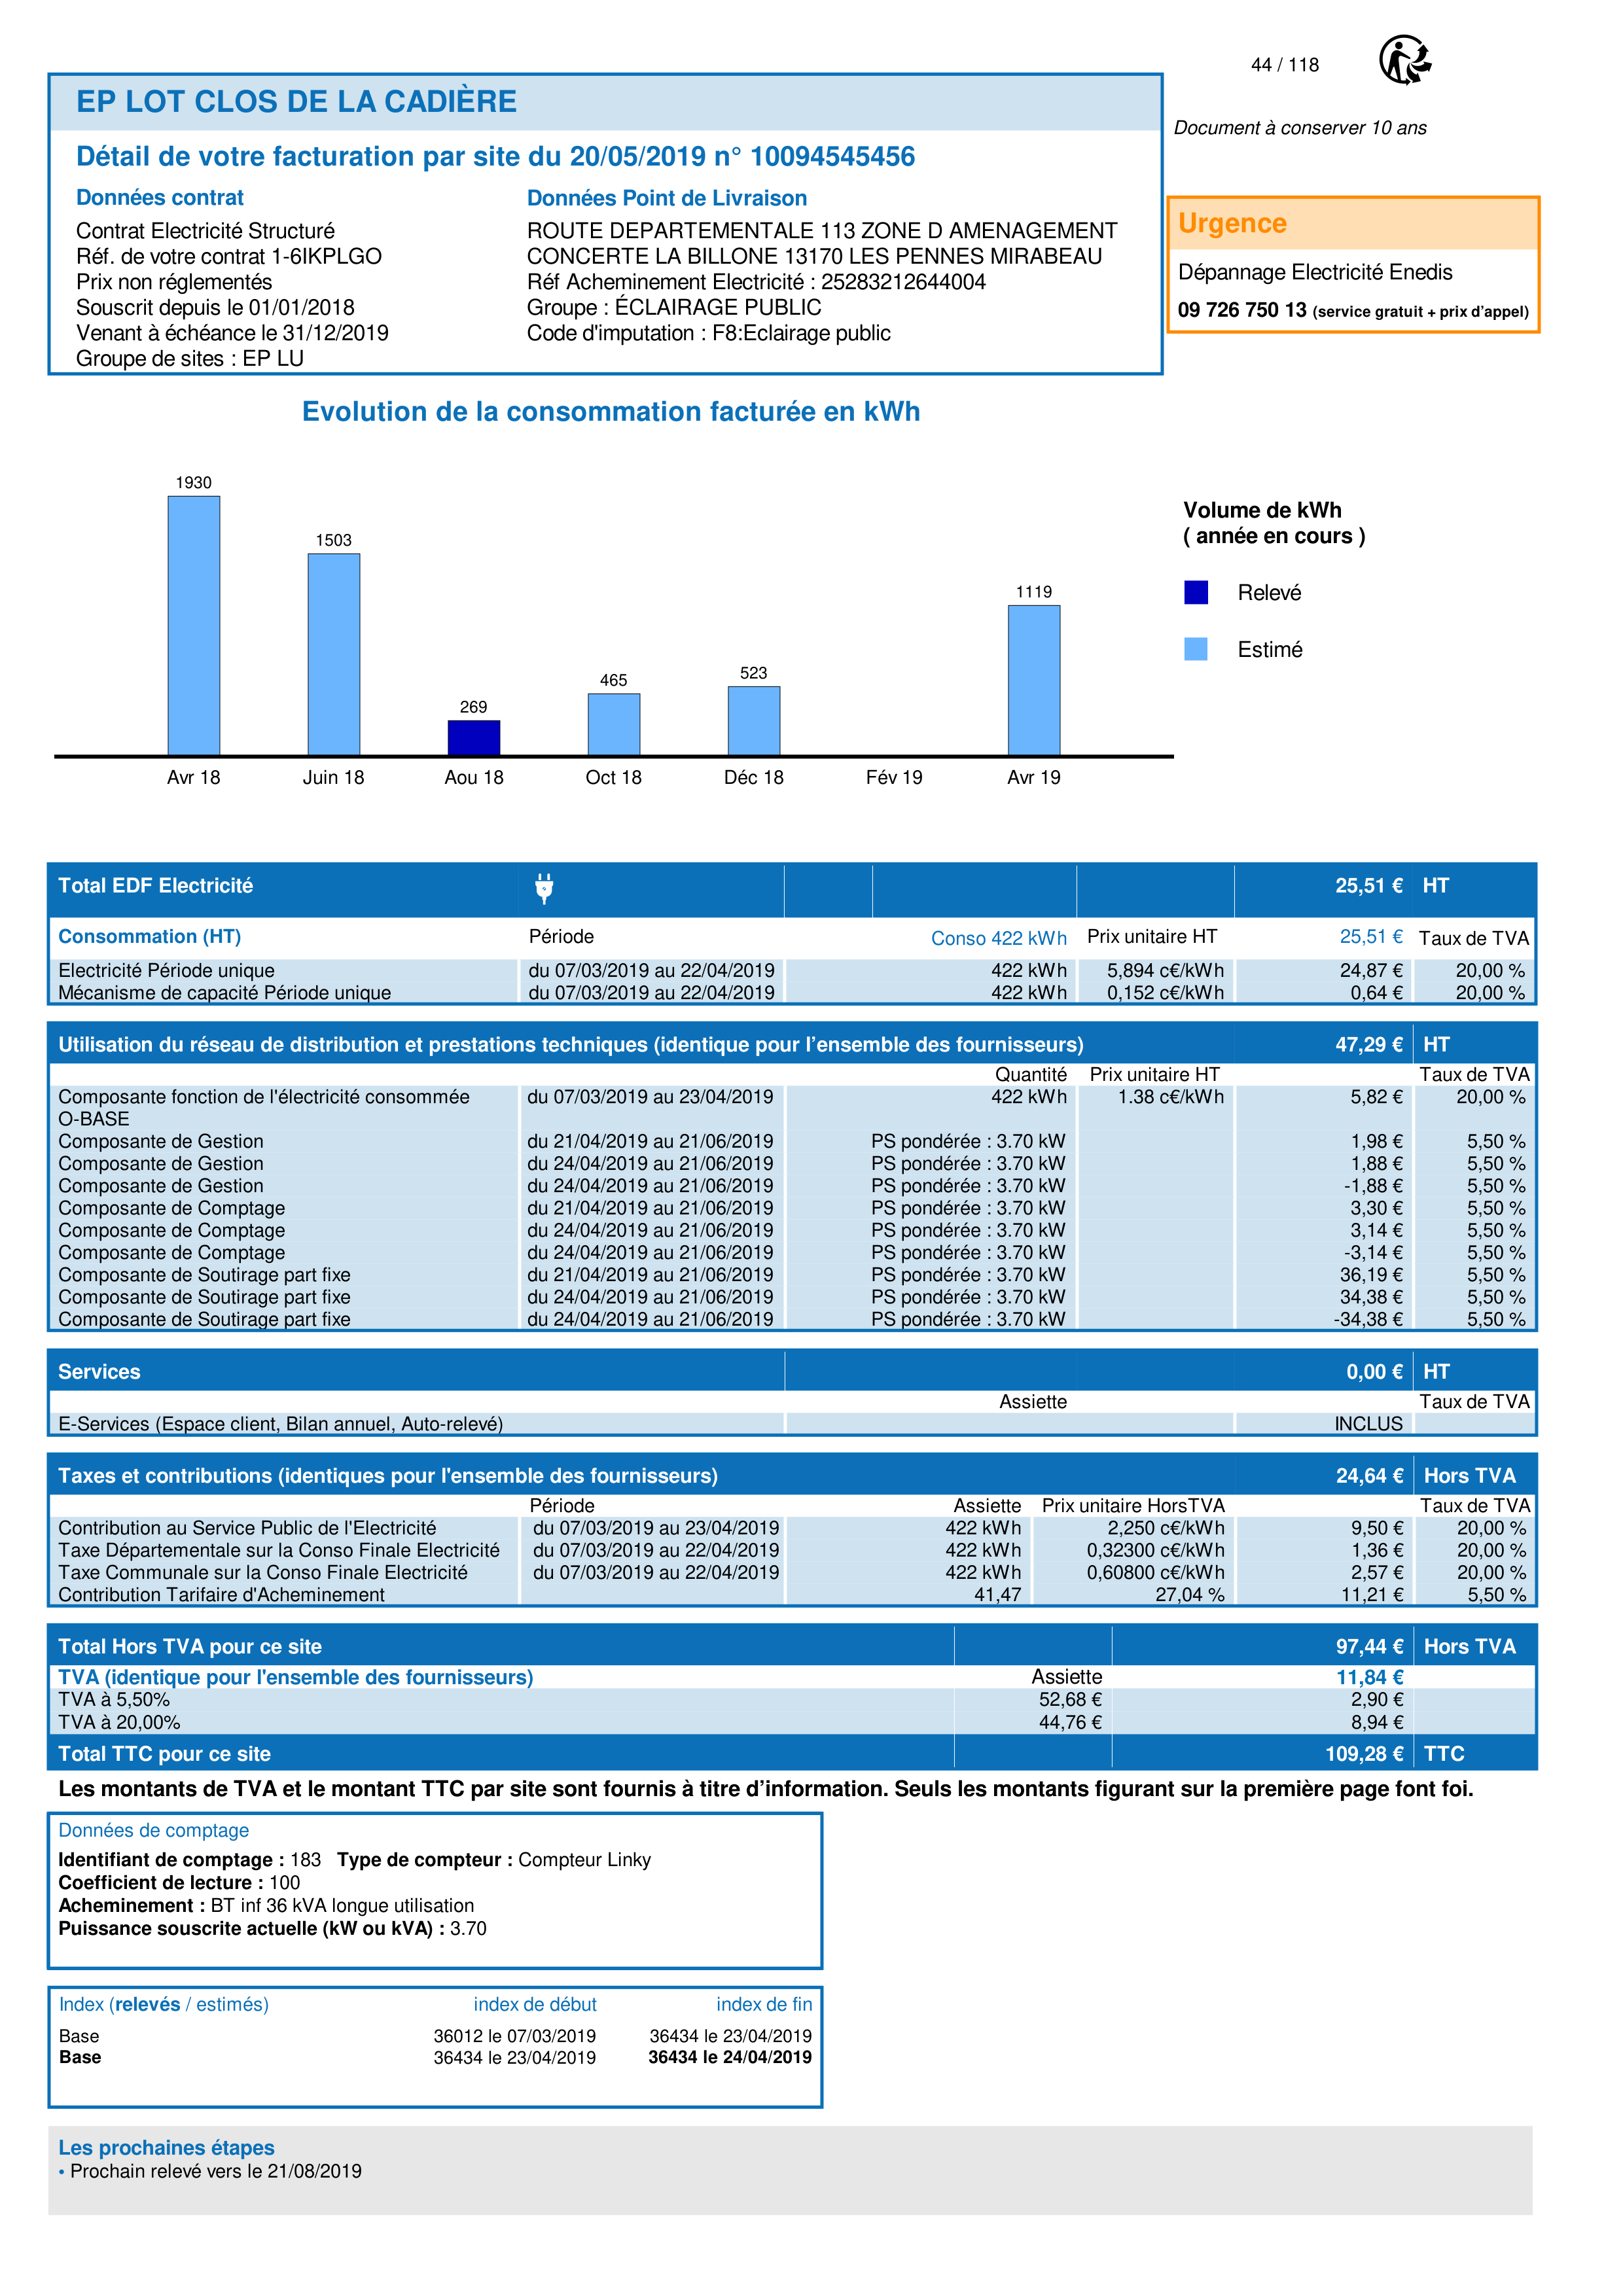 44 / 118
EP LOT CLOS DE LA CADIÈRE
Document à conserver 10 ans
Détail de votre facturation par site du 20/05/2019 n° 10094545456
Données contrat
Contrat Electricité Structuré
Réf. de votre contrat 1-6IKPLGO
Prix non réglementés
Souscrit depuis le 01/01/2018
Venant à échéance le 31/12/2019
Groupe de sites : EP LU
Données Point de Livraison
ROUTE DEPARTEMENTALE 113 ZONE D AMENAGEMENT
CONCERTE LA BILLONE 13170 LES PENNES MIRABEAU
Réf Acheminement Electricité : 25283212644004
Groupe : ÉCLAIRAGE PUBLIC
Code d'imputation : F8:Eclairage public
Urgence
Dépannage Electricité Enedis
09 726 750 13 (service gratuit + prix d’appel)
Evolution de la consommation facturée en kWh
1930
1503
269
465
523
1119
Avr 18 Juin 18 Aou 18 Oct 18 Déc 18 Fév 19 Avr 19
Volume de kWh
( année en cours )
Relevé
Estimé
Total EDF Electricité 25,51 € HT
Consommation (HT) Période Conso 422 kWh Prix unitaire HT 25,51 € Taux de TVA
Electricité Période unique du 07/03/2019 au 22/04/2019 422 kWh 5,894 c€/kWh 24,87 € 20,00 %
Mécanisme de capacité Période unique du 07/03/2019 au 22/04/2019 422 kWh 0,152 c€/kWh 0,64 € 20,00 %
Utilisation du réseau de distribution et prestations techniques (identique pour l’ensemble des fournisseurs) 47,29 € HT
Quantité Prix unitaire HT Taux de TVA
Composante fonction de l'électricité consommée du 07/03/2019 au 23/04/2019 422 kWh 1.38 c€/kWh 5,82 € 20,00 %
O-BASE
Composante de Gestion du 21/04/2019 au 21/06/2019 PS pondérée : 3.70 kW 1,98 € 5,50 %
Composante de Gestion du 24/04/2019 au 21/06/2019 PS pondérée : 3.70 kW 1,88 € 5,50 %
Composante de Gestion du 24/04/2019 au 21/06/2019 PS pondérée : 3.70 kW -1,88 € 5,50 %
Composante de Comptage du 21/04/2019 au 21/06/2019 PS pondérée : 3.70 kW 3,30 € 5,50 %
Composante de Comptage du 24/04/2019 au 21/06/2019 PS pondérée : 3.70 kW 3,14 € 5,50 %
Composante de Comptage du 24/04/2019 au 21/06/2019 PS pondérée : 3.70 kW -3,14 € 5,50 %
Composante de Soutirage part fixe du 21/04/2019 au 21/06/2019 PS pondérée : 3.70 kW 36,19 € 5,50 %
Composante de Soutirage part fixe du 24/04/2019 au 21/06/2019 PS pondérée : 3.70 kW 34,38 € 5,50 %
Composante de Soutirage part fixe du 24/04/2019 au 21/06/2019 PS pondérée : 3.70 kW -34,38 € 5,50 %
Services 0,00 € HT
Assiette Taux de TVA
E-Services (Espace client, Bilan annuel, Auto-relevé) INCLUS
Taxes et contributions (identiques pour l'ensemble des fournisseurs) 24,64 € Hors TVA
Période Assiette Prix unitaire HorsTVA Taux de TVA
Contribution au Service Public de l'Electricité du 07/03/2019 au 23/04/2019 422 kWh 2,250 c€/kWh 9,50 € 20,00 %
Taxe Départementale sur la Conso Finale Electricité du 07/03/2019 au 22/04/2019 422 kWh 0,32300 c€/kWh 1,36 € 20,00 %
Taxe Communale sur la Conso Finale Electricité du 07/03/2019 au 22/04/2019 422 kWh 0,60800 c€/kWh 2,57 € 20,00 %
Contribution Tarifaire d'Acheminement 41,47 27,04 % 11,21 € 5,50 %
Total Hors TVA pour ce site 97,44 € Hors TVA
TVA (identique pour l'ensemble des fournisseurs) Assiette 11,84 €
TVA à 5,50% 52,68 € 2,90 €
TVA à 20,00% 44,76 € 8,94 €
Total TTC pour ce site 109,28 € TTC
Les montants de TVA et le montant TTC par site sont fournis à titre d’information. Seuls les montants figurant sur la première page font foi.
Données de comptage
Identifiant de comptage : 183 Type de compteur : Compteur Linky
Coefficient de lecture : 100
Acheminement : BT inf 36 kVA longue utilisation
Puissance souscrite actuelle (kW ou kVA) : 3.70
Index (relevés / estimés) index de début index de fin
Base 36012 le 07/03/2019 36434 le 23/04/2019
Base 36434 le 23/04/2019 36434 le 24/04/2019
Les prochaines étapes
• Prochain relevé vers le 21/08/2019